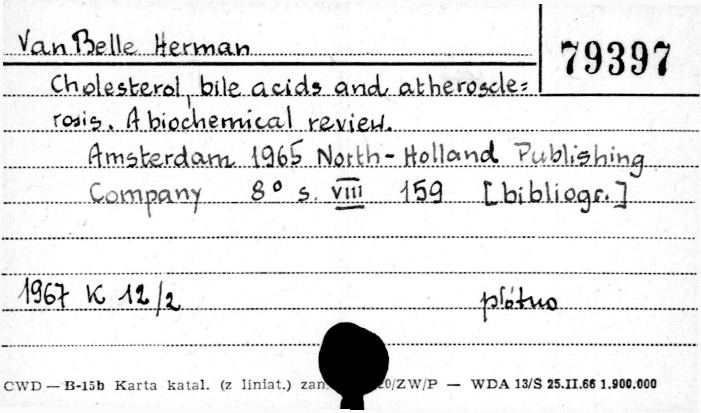 Van Belle Herman
79397
Cholesterol, bile acids and atheroscle=
rosis. A biochemical review.
Amsterdam 1965 North-Holland Publishing
Company 8° s. viii 159 [bibliogr.]
1967 K 12/2 płótno
CWD — B-15b Karta katal. (z liniat.) zam. 20/ZW/P — WDA 13/S 25.II.66 1.900.000